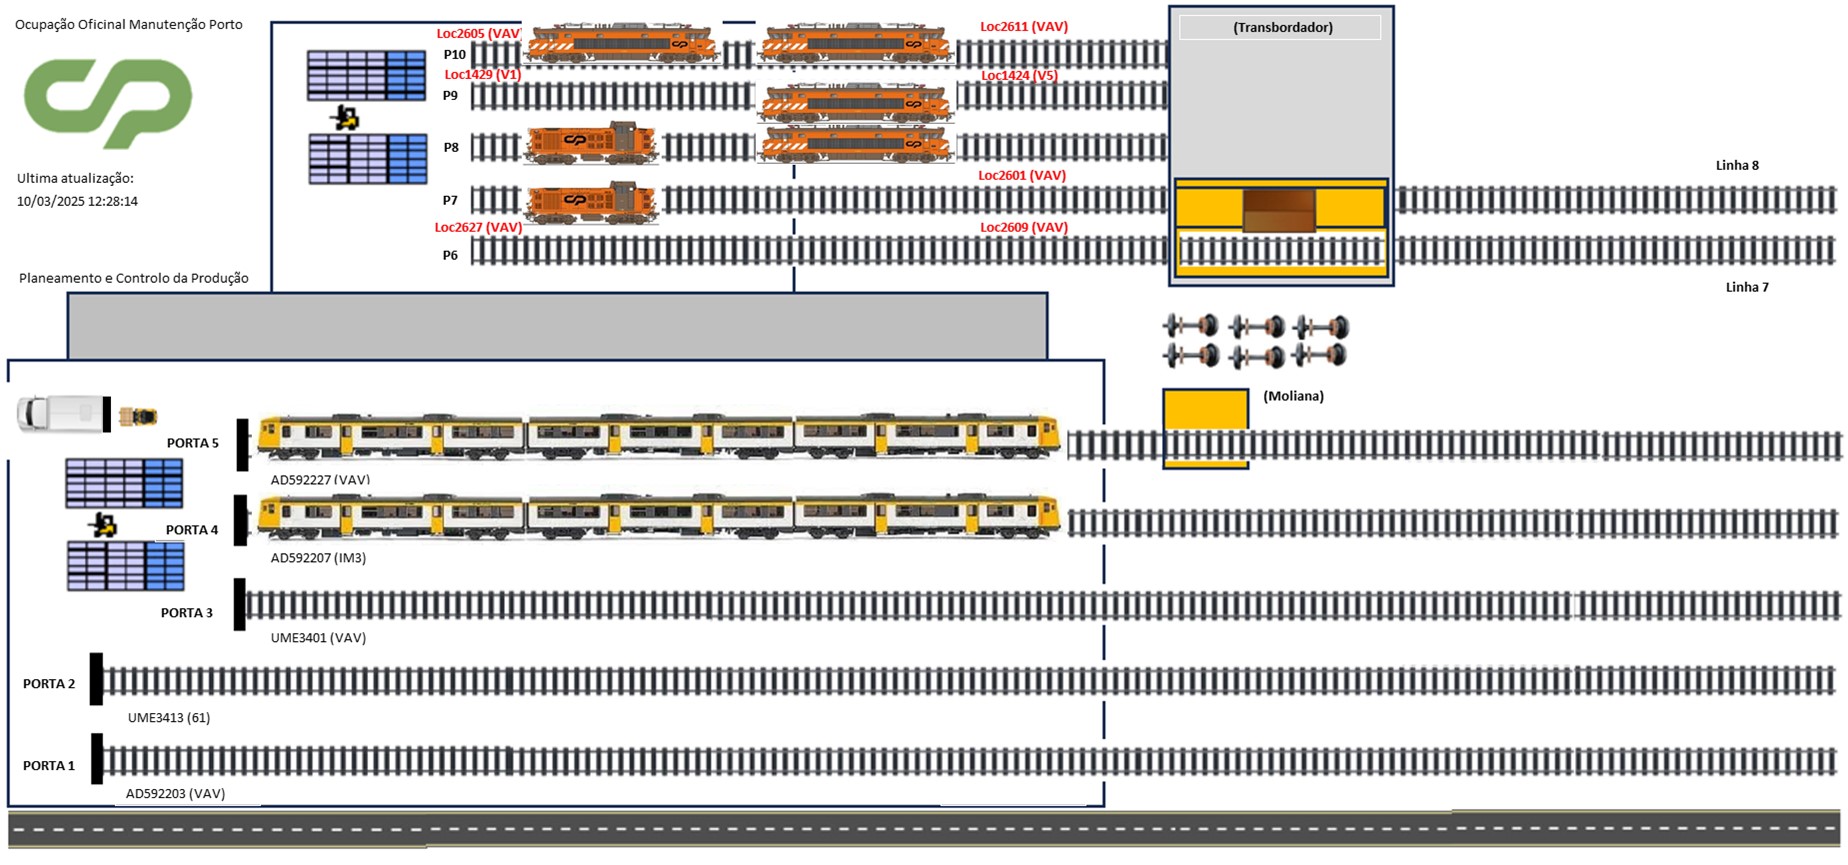 Ocupação Oficinal Manutenção Porto
cp
Ultima atualização:
10/03/2025 12:28:14
Planeamento e Controlo da Produção
Loc2605 (VAV)
Loc2611 (VAV)
(Transbordador)
P10
Loc1429 (V1)
Loc1424 (V5)
P9
P8
Linha 8
Loc2601 (VAV)
P7
Loc2627 (VAV)
Loc2609 (VAV)
P6
Linha 7
(Moliana)
PORTA 5
AD592227 (VAV)
PORTA 4
AD592207 (IM3)
PORTA 3
UME3401 (VAV)
PORTA 2
UME3413 (61)
PORTA 1
AD592203 (VAV)